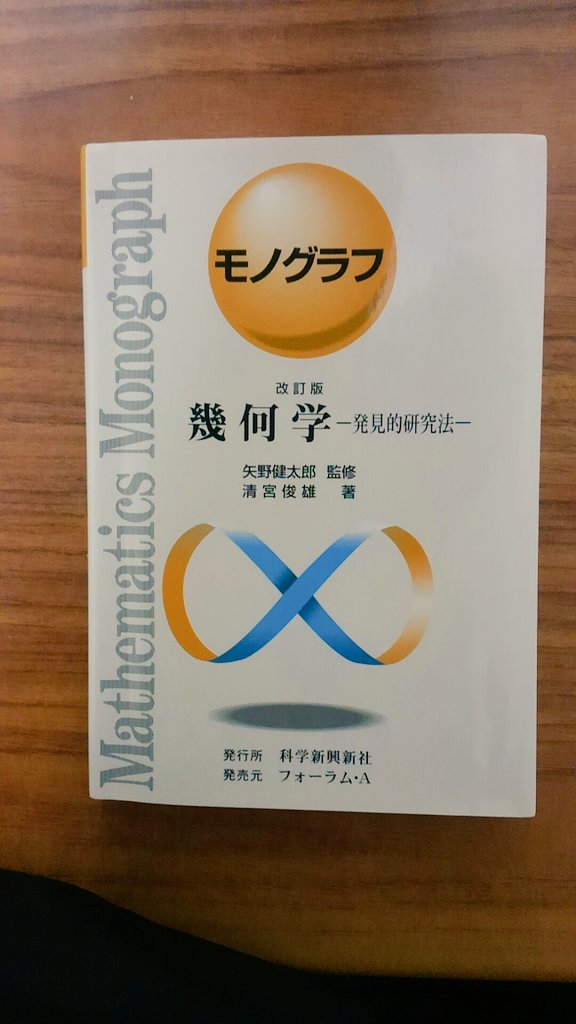 Mathematics Monograph
モノグラフ
改訂版
幾何学 ―発見的研究法―
矢野健太郎 監修
清宮俊雄 著
発行所 科学新興新社
発売元 フォーラム・A